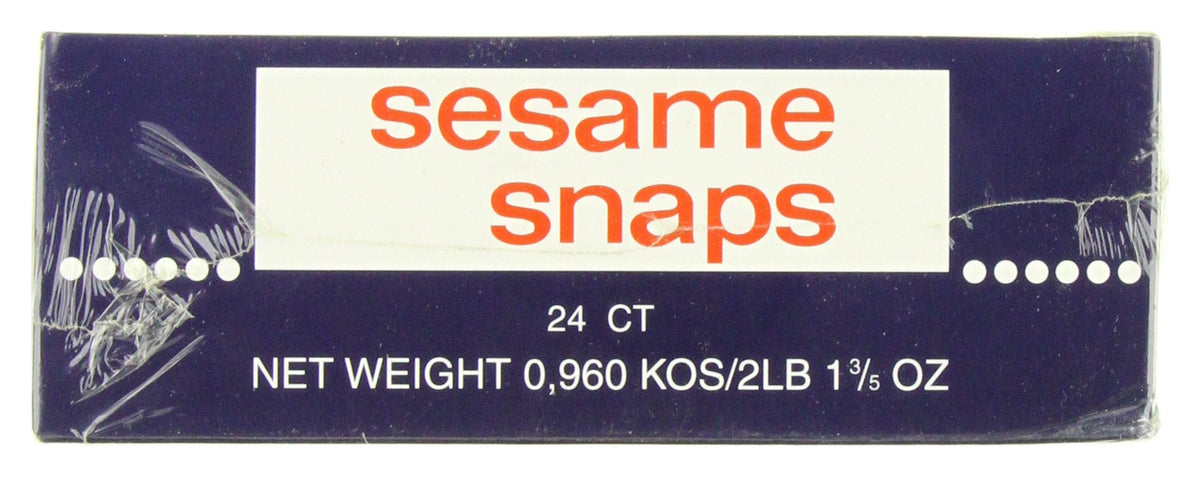 sesame
snaps
24 CT
NET WEIGHT 0,960 KOS/2LB 1 3/5 OZ